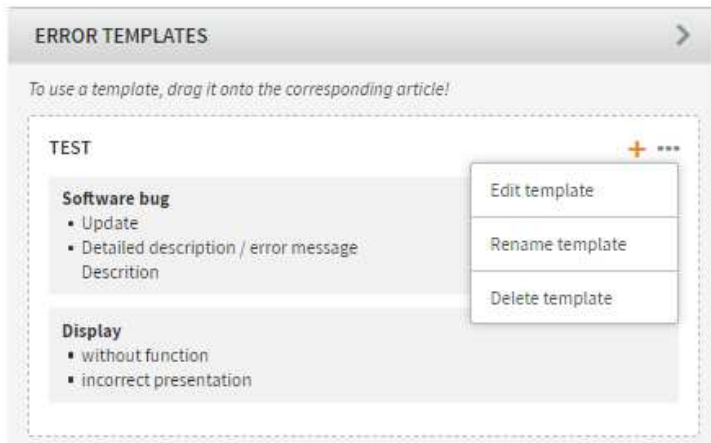 ERROR TEMPLATES
To use a template, drag it onto the corresponding article!
TEST
Software bug
▪ Update
▪ Detailed description / error message
Descrition
Edit template
Rename template
Delete template
Display
▪ without function
▪ incorrect presentation